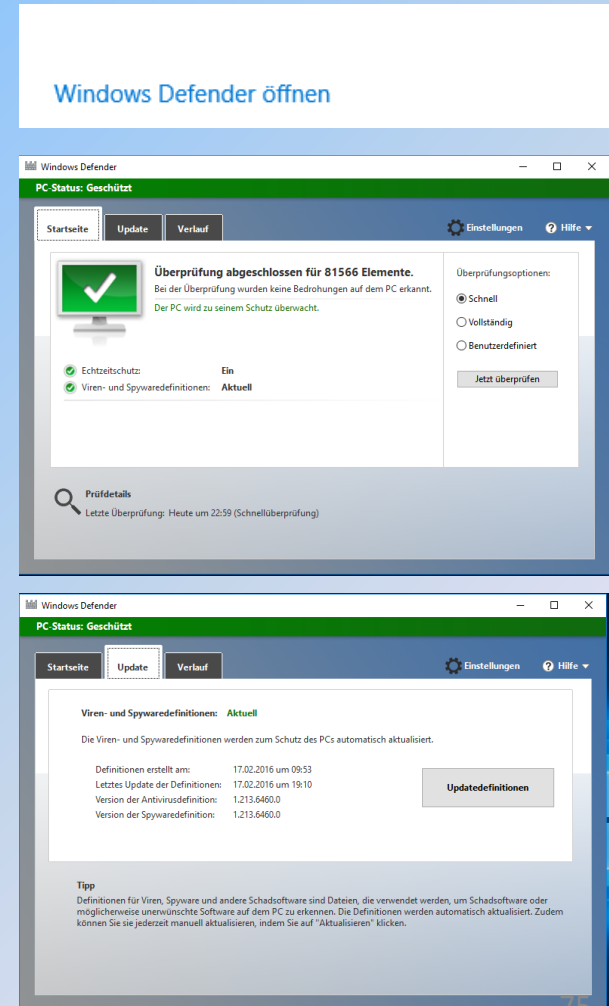 Windows Defender öffnen
Windows Defender
PC-Status: Geschützt
Startseite Update Verlauf Einstellungen ? Hilfe
Überprüfung abgeschlossen für 81566 Elemente.
Bei der Überprüfung wurden keine Bedrohungen auf dem PC erkannt.
Der PC wird zu seinem Schutz überwacht.
Echtzeitschutz: Ein
Viren- und Spywaredefinitionen: Aktuell
Überprüfungsoptionen:
Schnell
Vollständig
Benutzerdefiniert
Jetzt überprüfen
Prüfdetails
Letzte Überprüfung: Heute um 22:59 (Schnellüberprüfung)
Windows Defender
PC-Status: Geschützt
Startseite Update Verlauf Einstellungen ? Hilfe
Viren- und Spywaredefinitionen: Aktuell
Die Viren- und Spywaredefinitionen werden zum Schutz des PCs automatisch aktualisiert.
Definitionen erstellt am: 17.02.2016 um 09:53
Letztes Update der Definitionen: 17.02.2016 um 19:10
Version der Antivirusdefinition: 1.213.6460.0
Version der Spywaredefinition: 1.213.6460.0
Updatedefinitionen
Tipp
Definitionen für Viren, Spyware und andere Schadsoftware sind Dateien, die verwendet werden, um Schadsoftware oder
möglicherweise unerwünschte Software auf dem PC zu erkennen. Die Definitionen werden automatisch aktualisiert. Zudem
können Sie sie jederzeit manuell aktualisieren, indem Sie auf "Aktualisieren" klicken.
75